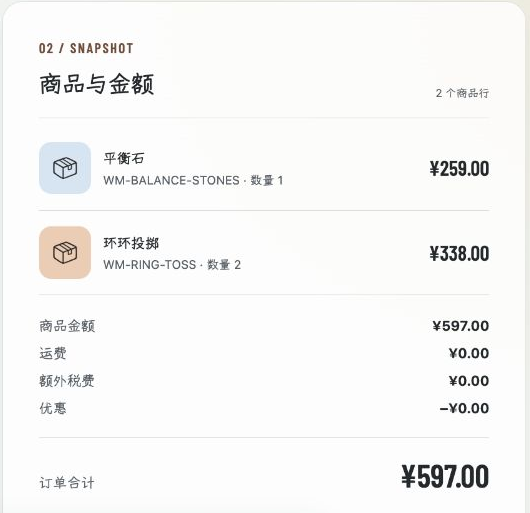 02 / SNAPSHOT
商品与金额
2 个商品行
平衡石
WM-BALANCE-STONES · 数量 1
¥259.00
环环投掷
WM-RING-TOSS · 数量 2
¥338.00
商品金额 ¥597.00
运费 ¥0.00
额外税费 ¥0.00
优惠 −¥0.00
订单合计 ¥597.00